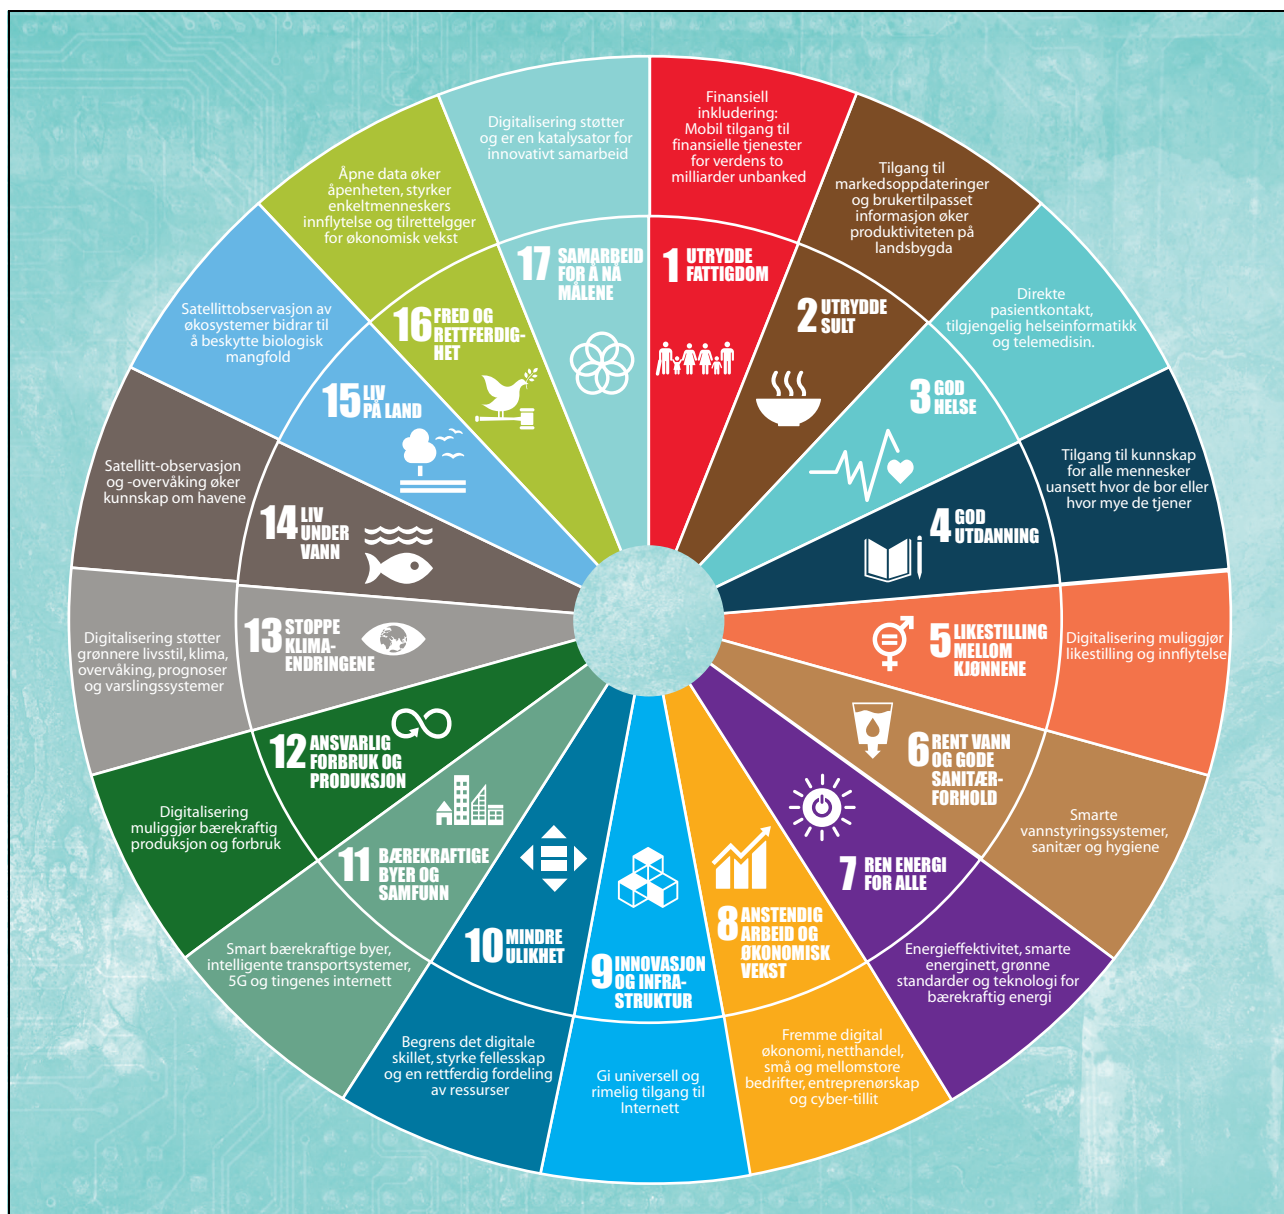 Finansiell
inkludering:
Mobil tilgang til
finansielle tjenester
for verdens to
milliarder unbanked
1 UTRYDDE
FATTIGDOM
Tilgang til
markedsoppdateringer
og brukertilpasset
informasjon øker
produktiviteten på
landsbygda
2 UTRYDDE
SULT
Direkte
pasientkontakt,
tilgjengelig helseinformatikk
og telemedisin.
3 GOD
HELSE
Tilgang til kunnskap
for alle mennesker
uansett hvor de bor eller
hvor mye de tjener
4 GOD
UTDANNING
Digitalisering muliggjør
likestilling og innflytelse
5 LIKESTILLING
MELLOM
KJØNNENE
Smarte
vannstyringssystemer,
sanitær og hygiene
6 RENT VANN
OG GODE
SANITÆR-
FORHOLD
Energieffektivitet, smarte
energinett, grønne
standarder og teknologi for
bærekraftig energi
7 REN ENERGI
FOR ALLE
Fremme digital
økonomi, netthandel,
små og mellomstore
bedrifter, entreprenørskap
og cyber-tillit
8 ANSTENDIG
ARBEID OG
ØKONOMISK
VEKST
Gi universell og
rimelig tilgang til
Internett
9 INNOVASJON
OG INFRA-
STRUKTUR
Begrens det digitale
skillet, styrke fellesskap
og en rettferdig fordeling
av ressurser
10 MINDRE
ULIKHET
Smart bærekraftige byer,
intelligente transportsystemer,
5G og tingenes internett
11 BÆREKRAFTIGE
BYER OG
SAMFUNN
Digitalisering
muliggjør bærekraftig
produksjon og forbruk
12 ANSVARLIG
FORBRUK OG
PRODUKSJON
Digitalisering støtter
grønnere livsstil, klima,
overvåking, prognoser
og varslingssystemer
13 STOPPE
KLIMA-
ENDRINGENE
Satellitt-observasjon
og -overvåking øker
kunnskap om havene
14 LIV
UNDER
VANN
Satellittobservasjon av
økosystemer bidrar til
å beskytte biologisk
mangfold
15 LIV
PÅ LAND
Åpne data øker
åpenheten, styrker
enkeltmenneskers
innflytelse og tilrettelgger
for økonomisk vekst
16 FRED OG
RETTFERDIG-
HET
Digitalisering støtter
og er en katalysator for
innovativt samarbeid
17 SAMARBEID
FOR Å NÅ
MÅLENE